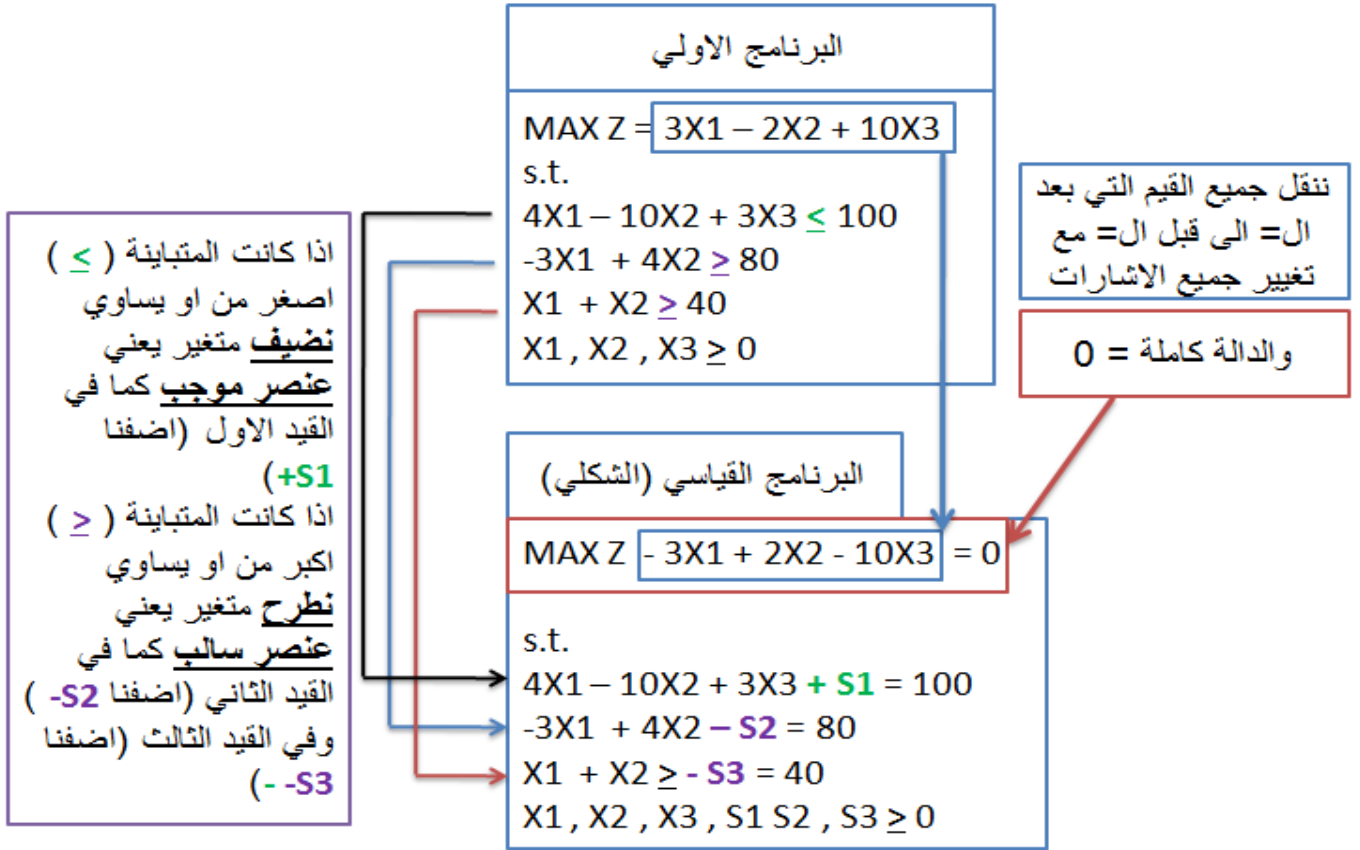 البرنامج الاولي
MAX Z = 3X1 – 2X2 + 10X3
s.t.
4X1 – 10X2 + 3X3 ≤ 100
-3X1 + 4X2 ≥ 80
X1 + X2 ≥ 40
X1 , X2 , X3 ≥ 0
ننقل جميع القيم التي بعد
ال= الى قبل ال= مع
تغيير جميع الاشارات
والدالة كاملة = 0
اذا كانت المتباينة ( ≤ )
اصغر من او يساوي
نضيف متغير يعني
عنصر موجب كما في
القيد الاول (اضفنا
+S1)
اذا كانت المتباينة ( ≥ )
اكبر من او يساوي
نطرح متغير يعني
عنصر سالب كما في
القيد الثاني (اضفنا -S2 )
وفي القيد الثالث (اضفنا
- -S3)
البرنامج القياسي (الشكلي)
MAX Z - 3X1 + 2X2 - 10X3 = 0
s.t.
4X1 – 10X2 + 3X3 + S1 = 100
-3X1 + 4X2 – S2 = 80
X1 + X2 ≥ - S3 = 40
X1 , X2 , X3 , S1 S2 , S3 ≥ 0